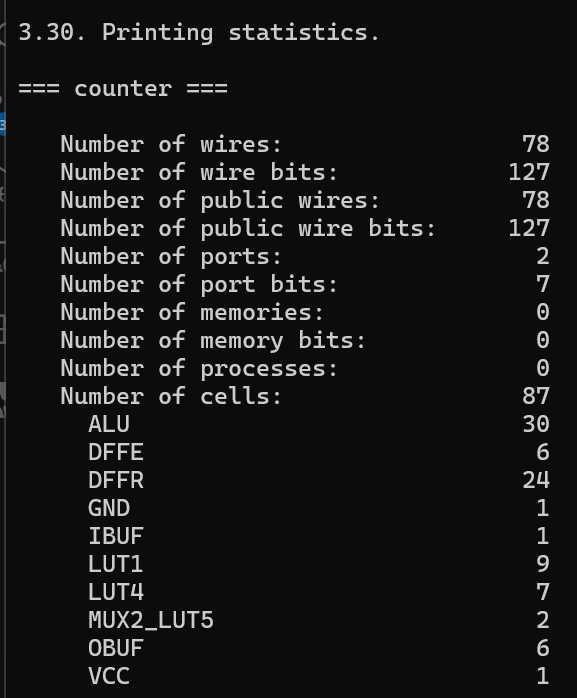 3.30. Printing statistics.
=== counter ===
Number of wires: 78
Number of wire bits: 127
Number of public wires: 78
Number of public wire bits: 127
Number of ports: 2
Number of port bits: 7
Number of memories: 0
Number of memory bits: 0
Number of processes: 0
Number of cells: 87
ALU 30
DFFE 6
DFFR 24
GND 1
IBUF 1
LUT1 9
LUT4 7
MUX2_LUT5 2
OBUF 6
VCC 1